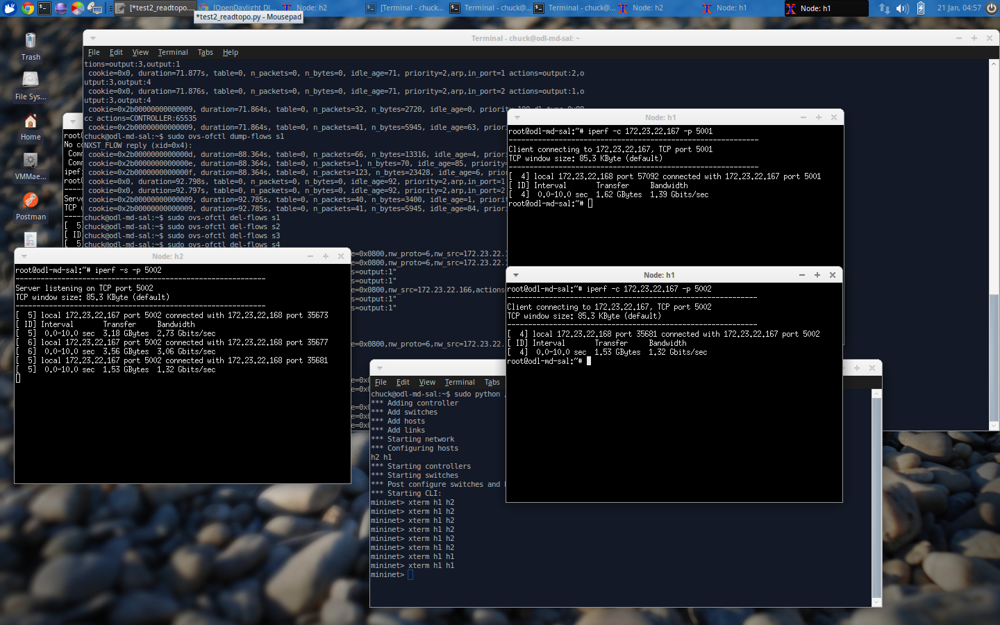 [*test2_readtopo....
[OpenDaylight Dl...
Node: h2
[Terminal - chuck...
Terminal - chuck@...
Terminal - chuck@...
Node: h2
Node: h1
Node: h1
21 Jan, 04:57
*test2_readtopo.py - Mousepad
Trash
File Sys...
Home
VMMae...
Postman
Terminal - chuck@odl-md-sal: ~
File Edit View Terminal Tabs Help
tions=output:3,output:1
cookie=0x0, duration=71.877s, table=0, n_packets=0, n_bytes=0, idle_age=71, priority=2,arp,in_port=1 actions=output:2,o
utput:3,output:4
cookie=0x0, duration=71.876s, table=0, n_packets=0, n_bytes=0, idle_age=71, priority=2,arp,in_port=2 actions=output:1,o
utput:3,output:4
cookie=0x2b00000000000009, duration=71.864s, table=0, n_packets=32, n_bytes=2720, idle_age=0, priority=100,dl_type=0x88
cc actions=CONTROLLER:65535
cookie=0x2b00000000000009, duration=71.864s, table=0, n_packets=41, n_bytes=5945, idle_age=63, prior
chuck@odl-md-sal:~$ sudo ovs-ofctl dump-flows s1
NXST_FLOW reply (xid=0x4):
cookie=0x2b0000000000000d, duration=88.364s, table=0, n_packets=66, n_bytes=13316, idle_age=4, prior
cookie=0x2b0000000000000e, duration=88.364s, table=0, n_packets=1, n_bytes=70, idle_age=85, priorit
cookie=0x2b0000000000000f, duration=88.364s, table=0, n_packets=123, n_bytes=23428, idle_age=6, prior
cookie=0x0, duration=92.798s, table=0, n_packets=0, n_bytes=0, idle_age=92, priority=2,arp,in_port=1
cookie=0x0, duration=92.797s, table=0, n_packets=0, n_bytes=0, idle_age=92, priority=2,arp,in_port=2
cookie=0x2b00000000000009, duration=92.785s, table=0, n_packets=40, n_bytes=3400, idle_age=1, priori
cookie=0x2b00000000000009, duration=92.785s, table=0, n_packets=41, n_bytes=5945, idle_age=84, prior
chuck@odl-md-sal:~$ sudo ovs-ofctl del-flows s1
chuck@odl-md-sal:~$ sudo ovs-ofctl del-flows s2
chuck@odl-md-sal:~$ sudo ovs-ofctl del-flows s3
chuck@odl-md-sal:~$ sudo ovs-ofctl del-flows s4
e=0x0800,nw_proto=6,nw_src=172.23.22.1
e=0x0800,nw_proto=6,nw_src=172.23.22.1
s=output:1"
s=output:1"
e=0x0800,nw_src=172.23.22.166,actions
s=output:1"
s=output:1"
e=0x0800,nw_proto=6,nw_src=172.23.22.
Node: h1
root@odl-md-sal:~# iperf -c 172.23.22.167 -p 5001
------------------------------------------------------------
Client connecting to 172.23.22.167, TCP port 5001
TCP window size: 85.3 KByte (default)
------------------------------------------------------------
[ 4] local 172.23.22.168 port 57092 connected with 172.23.22.167 port 5001
[ ID] Interval Transfer Bandwidth
[ 4] 0.0-10.0 sec 1.62 GBytes 1.39 Gbits/sec
root@odl-md-sal:~#
Node: h2
root@odl-md-sal:~# iperf -s -p 5002
------------------------------------------------------------
Server listening on TCP port 5002
TCP window size: 85.3 KByte (default)
------------------------------------------------------------
[ 5] local 172.23.22.167 port 5002 connected with 172.23.22.168 port 35673
[ ID] Interval Transfer Bandwidth
[ 5] 0.0-10.0 sec 3.18 GBytes 2.73 Gbits/sec
[ 6] local 172.23.22.167 port 5002 connected with 172.23.22.168 port 35677
[ 6] 0.0-10.0 sec 3.56 GBytes 3.06 Gbits/sec
[ 5] local 172.23.22.167 port 5002 connected with 172.23.22.168 port 35681
[ 5] 0.0-10.0 sec 1.53 GBytes 1.32 Gbits/sec
Node: h1
root@odl-md-sal:~# iperf -c 172.23.22.167 -p 5002
------------------------------------------------------------
Client connecting to 172.23.22.167, TCP port 5002
TCP window size: 85.3 KByte (default)
------------------------------------------------------------
[ 4] local 172.23.22.168 port 35681 connected with 172.23.22.167 port 5002
[ ID] Interval Transfer Bandwidth
[ 4] 0.0-10.0 sec 1.53 GBytes 1.32 Gbits/sec
root@odl-md-sal:~#
File Edit View Terminal Tabs
chuck@odl-md-sal:~$ sudo python
*** Adding controller
*** Add switches
*** Add hosts
*** Add links
*** Starting network
*** Configuring hosts
h2 h1
*** Starting controllers
*** Starting switches
*** Post configure switches and
*** Starting CLI:
mininet> xterm h1 h2
mininet> xterm h1 h2
mininet> xterm h1 h2
mininet> xterm h1 h2
mininet> xterm h1 h2
mininet> xterm h1 h2
mininet> xterm h1 h1
mininet> xterm h1 h1
mininet>